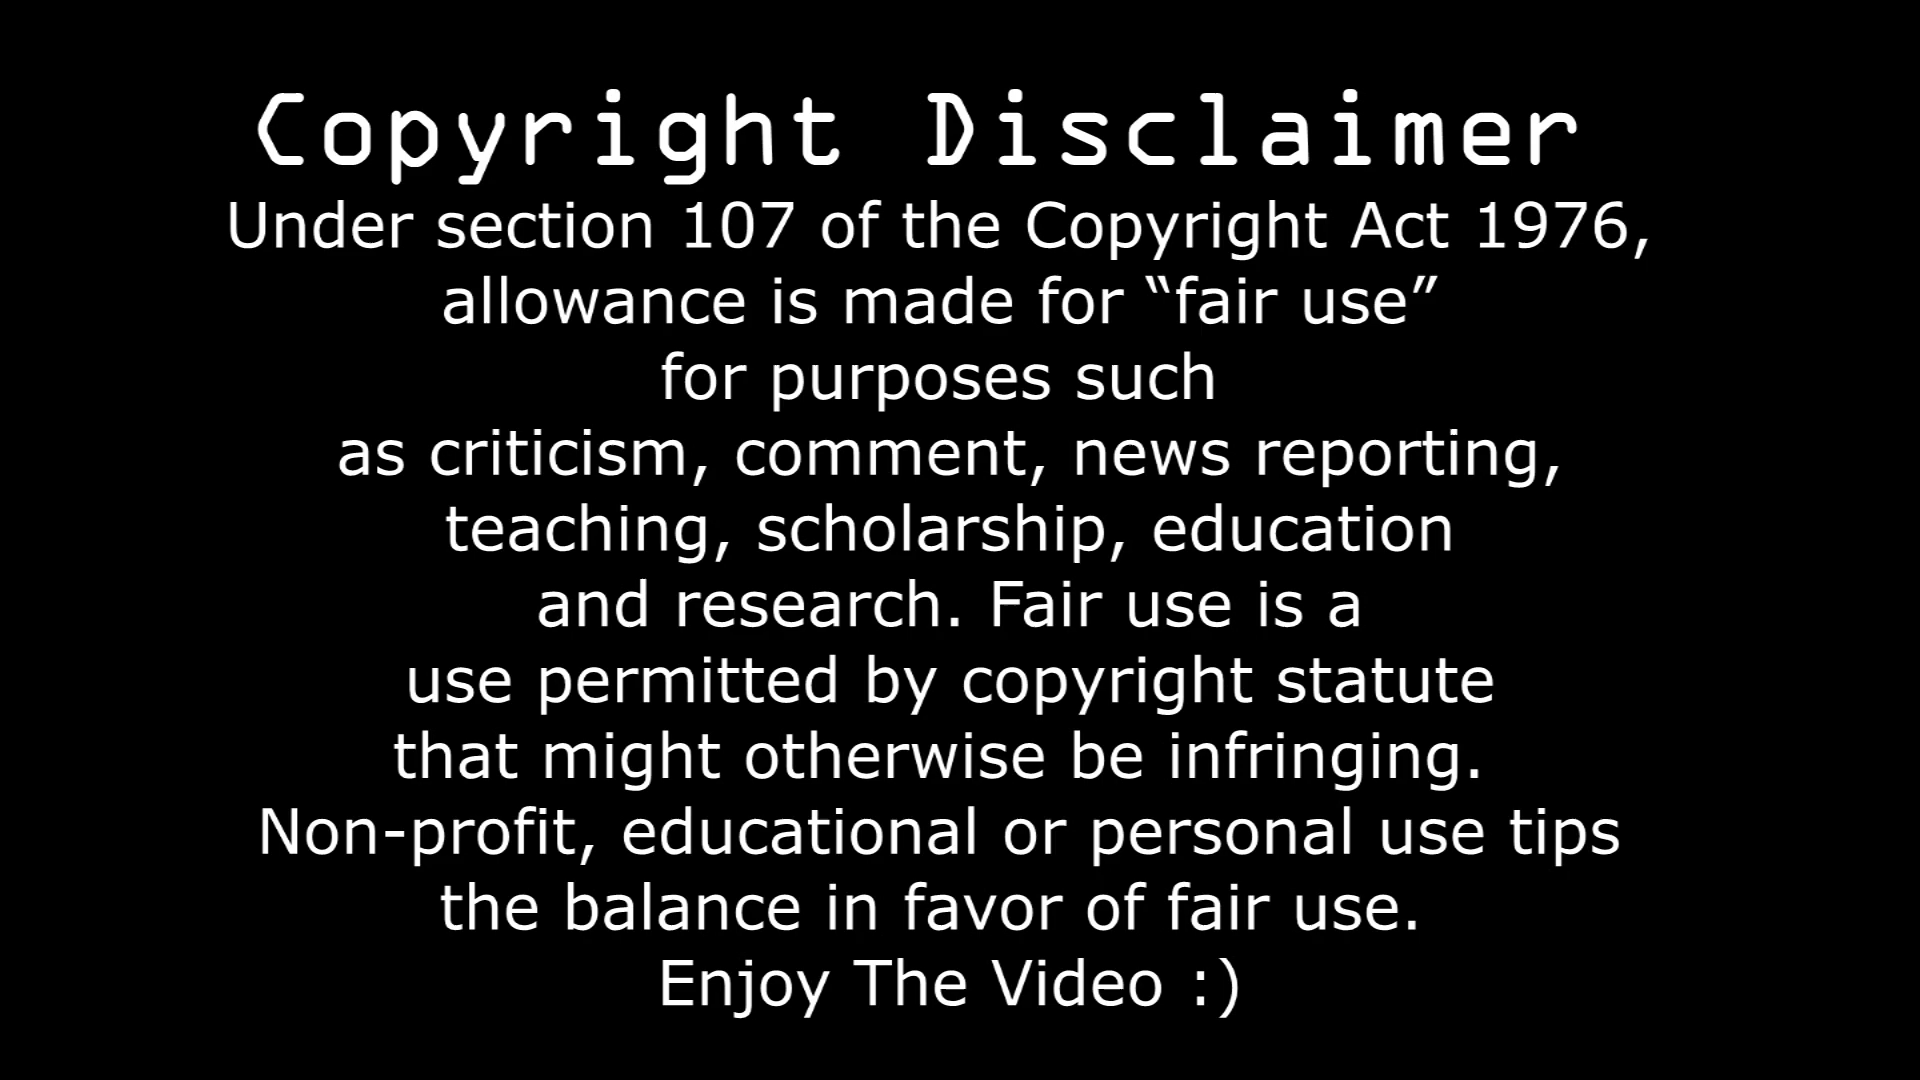 Copyright Disclaimer
Under section 107 of the Copyright Act 1976,
allowance is made for “fair use”
for purposes such
as criticism, comment, news reporting,
teaching, scholarship, education
and research. Fair use is a
use permitted by copyright statute
that might otherwise be infringing.
Non-profit, educational or personal use tips
the balance in favor of fair use.
Enjoy The Video :)